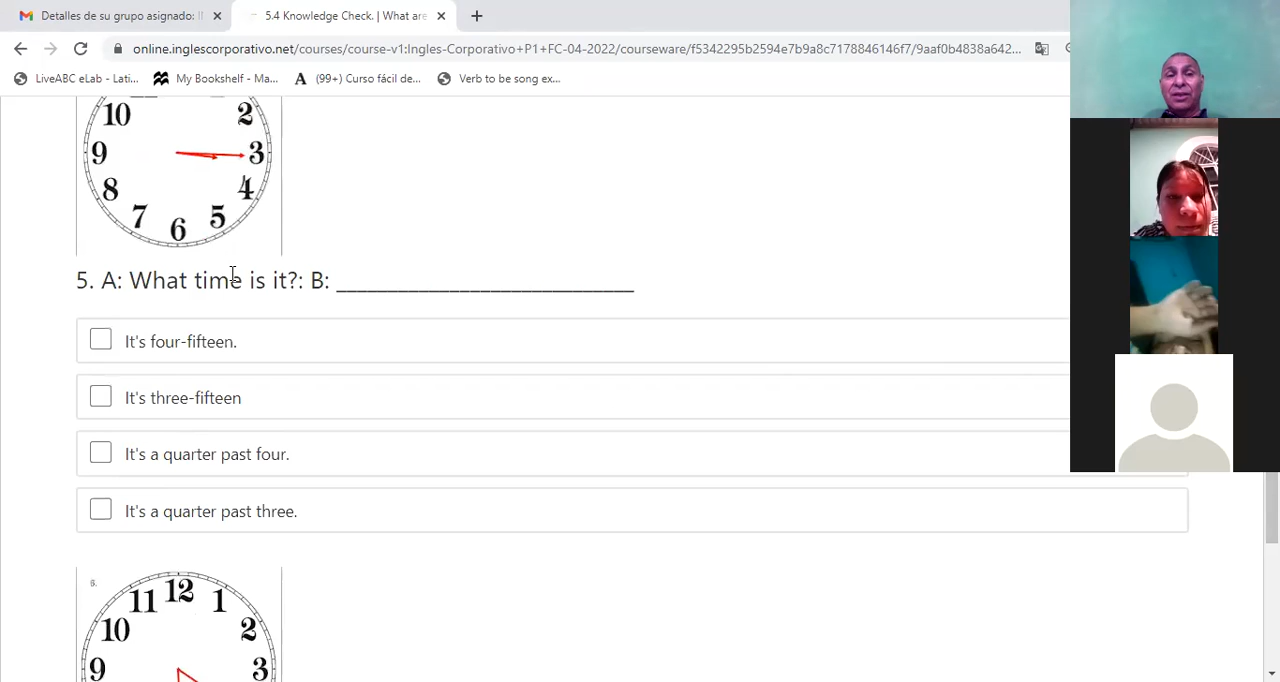 Detalles de su grupo asignado: I
5.4 Knowledge Check. | What are
online.inglescorporativo.net/courses/course-v1:Ingles-Corporativo+P1+FC-04-2022/courseware/f5342295b2594e7b9a8c7178846146f7/9aaf0b4838a642...
LiveABC eLab - Lati...
My Bookshelf - Ma...
(99+) Curso fácil de...
Verb to be song ex...
10 2
9 3
8 4
7 6 5
5. A: What time is it?: B: ___________________________
It's four-fifteen.
It's three-fifteen
It's a quarter past four.
It's a quarter past three.
6.
11 12 1
10 2
9 3